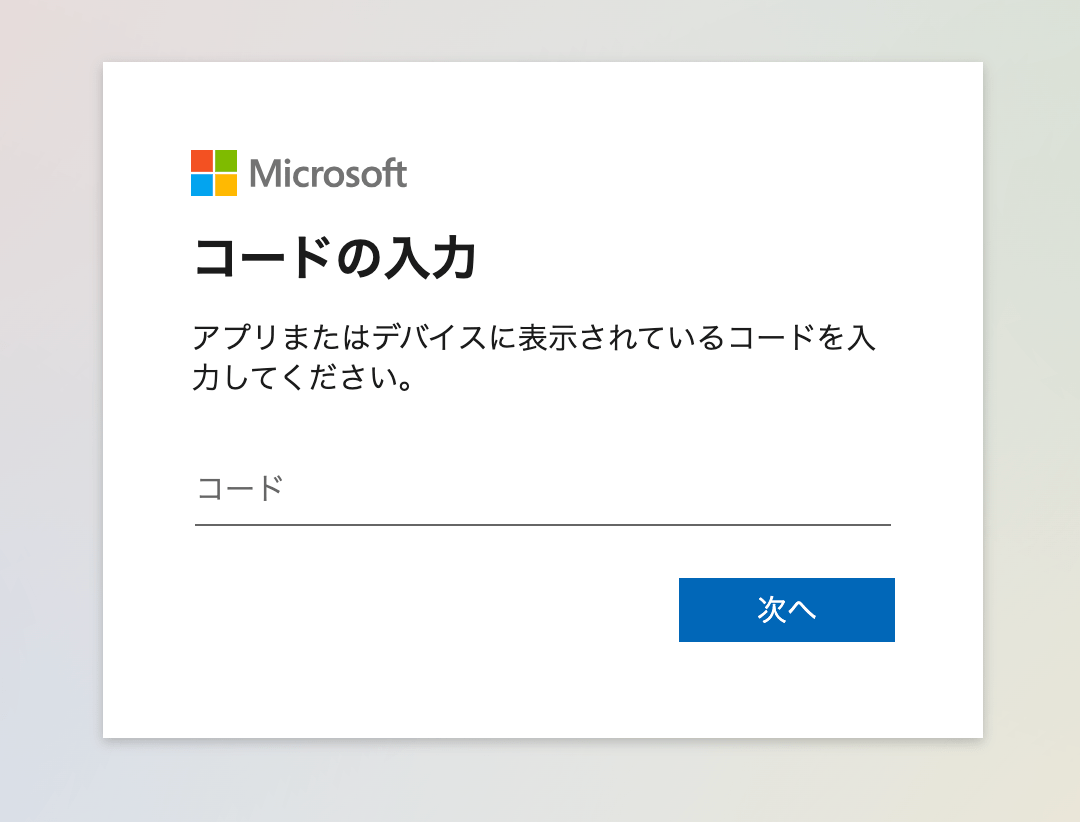 Microsoft
コードの入力
アプリまたはデバイスに表示されているコードを入
力してください。
コード
次へ